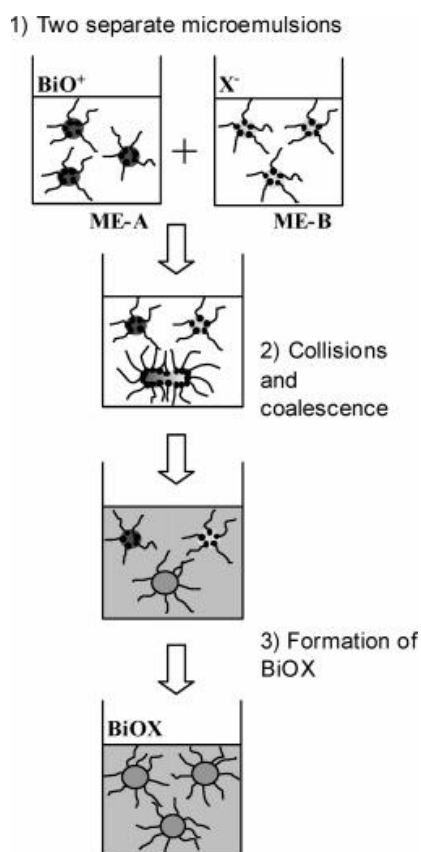 1) Two separate microemulsions
BiO⁺
X⁻
+
ME-A
ME-B
2) Collisions
and
coalescence
3) Formation of
BiOX
BiOX